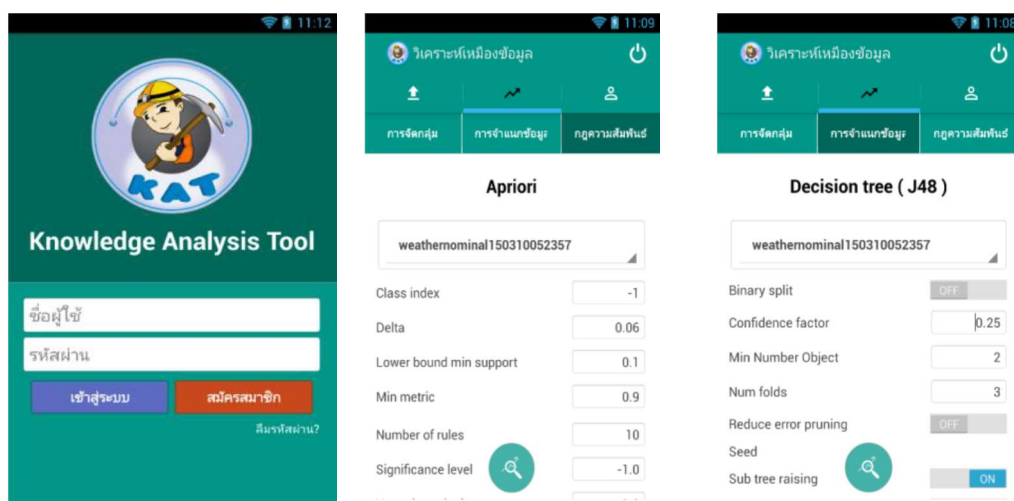 11:12
KAT
Knowledge Analysis Tool
ชื่อผู้ใช้
รหัสผ่าน
เข้าสู่ระบบ
สมัครสมาชิก
ลืมรหัสผ่าน?
11:09
วิเคราะห์เหมืองข้อมูล
การจัดกลุ่ม
การจำแนกข้อมูล
กฎความสัมพันธ์
Apriori
weathernominal150310052357
Class index -1
Delta 0.06
Lower bound min support 0.1
Min metric 0.9
Number of rules 10
Significance level -1.0
11:08
วิเคราะห์เหมืองข้อมูล
การจัดกลุ่ม
การจำแนกข้อมูล
กฎความสัมพันธ์
Decision tree ( J48 )
weathernominal150310052357
Binary split OFF
Confidence factor 0.25
Min Number Object 2
Num folds 3
Reduce error pruning OFF
Seed
Sub tree raising ON